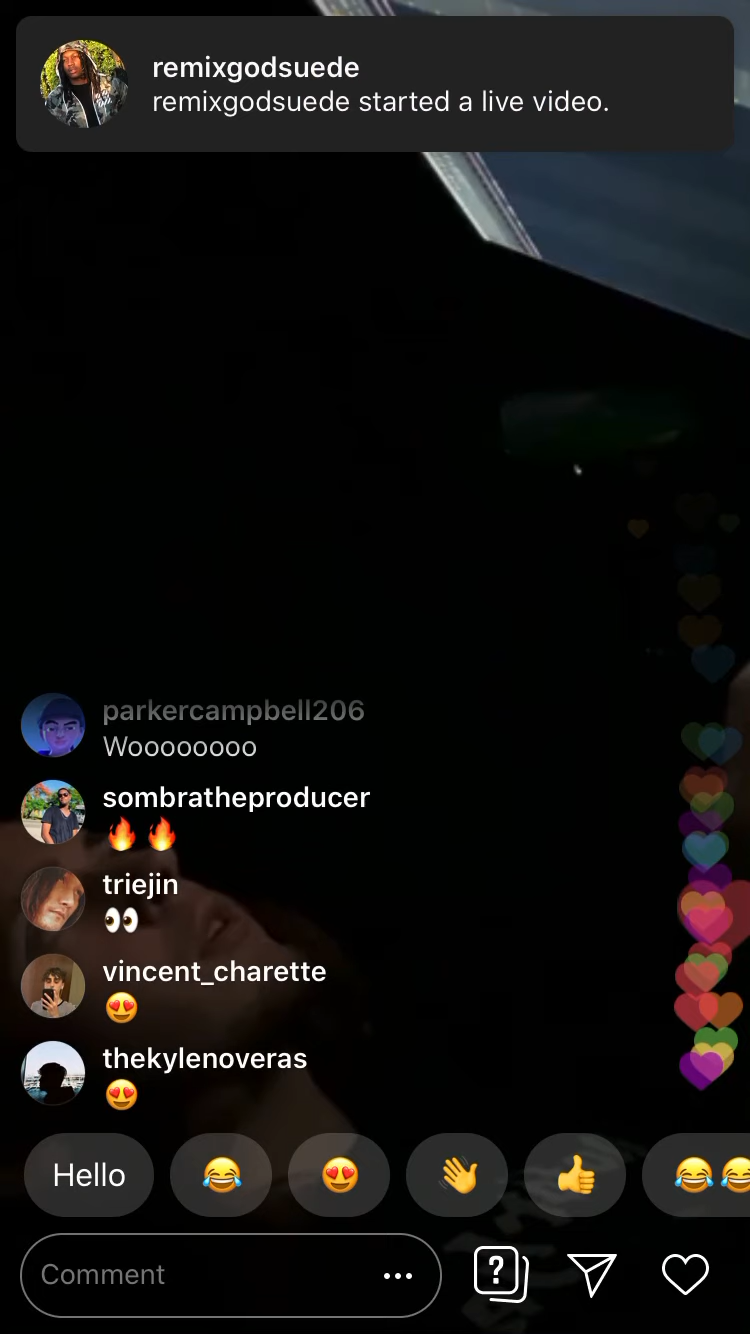 remixgodsuede
remixgodsuede started a live video.
parkercampbell206
Woooooooo
sombratheproducer
🔥 🔥
triejin
👀
vincent_charette
😍
thekylenoveras
😍
Hello 😂 😍 👋 👍 😂😂
Comment